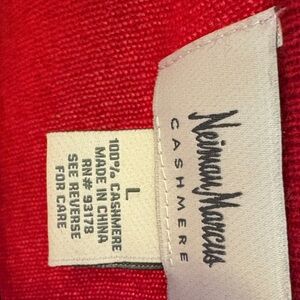 Neiman Marcus
CASHMERE
L
100% CASHMERE
MADE IN CHINA
RN# 93178
SEE REVERSE
FOR CARE